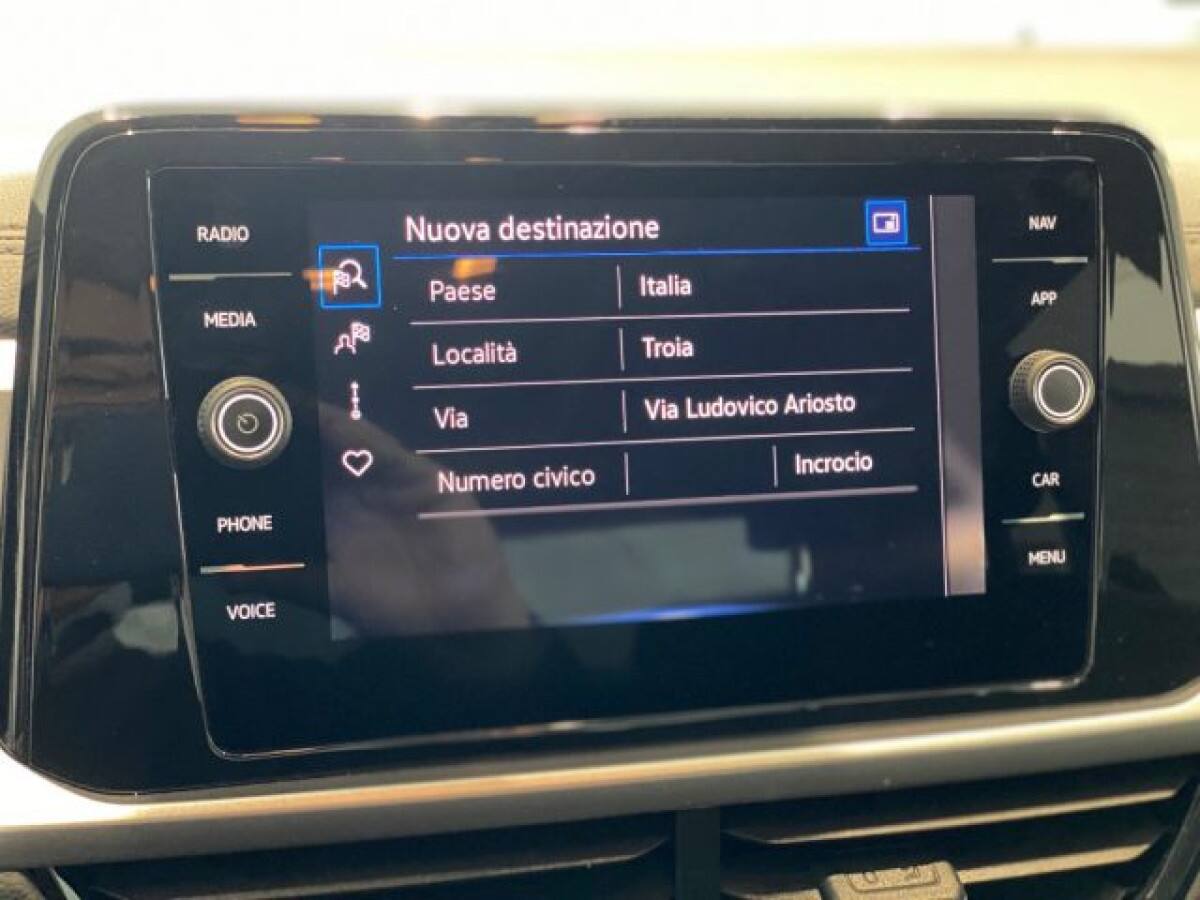 RADIO
MEDIA
PHONE
VOICE
Nuova destinazione
Paese Italia
Località Troia
Via Via Ludovico Ariosto
Numero civico Incrocio
NAV
APP
CAR
MENU